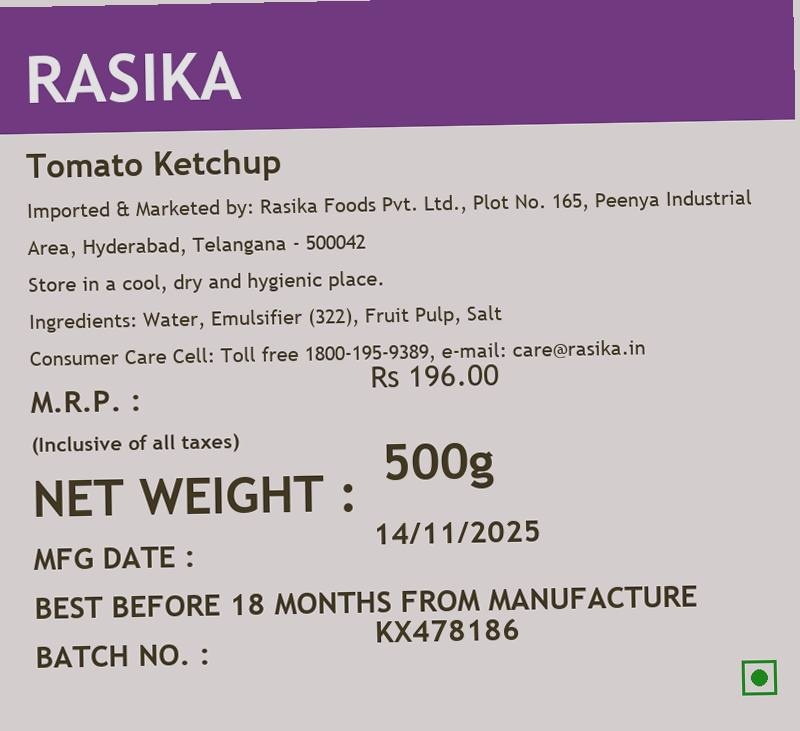 RASIKA
Tomato Ketchup
Imported & Marketed by: Rasika Foods Pvt. Ltd., Plot No. 165, Peenya Industrial
Area, Hyderabad, Telangana - 500042
Store in a cool, dry and hygienic place.
Ingredients: Water, Emulsifier (322), Fruit Pulp, Salt
Consumer Care Cell: Toll free 1800-195-9389, e-mail: care@rasika.in
M.R.P. : Rs 196.00
(Inclusive of all taxes)
NET WEIGHT : 500g
MFG DATE : 14/11/2025
BEST BEFORE 18 MONTHS FROM MANUFACTURE
BATCH NO. : KX478186